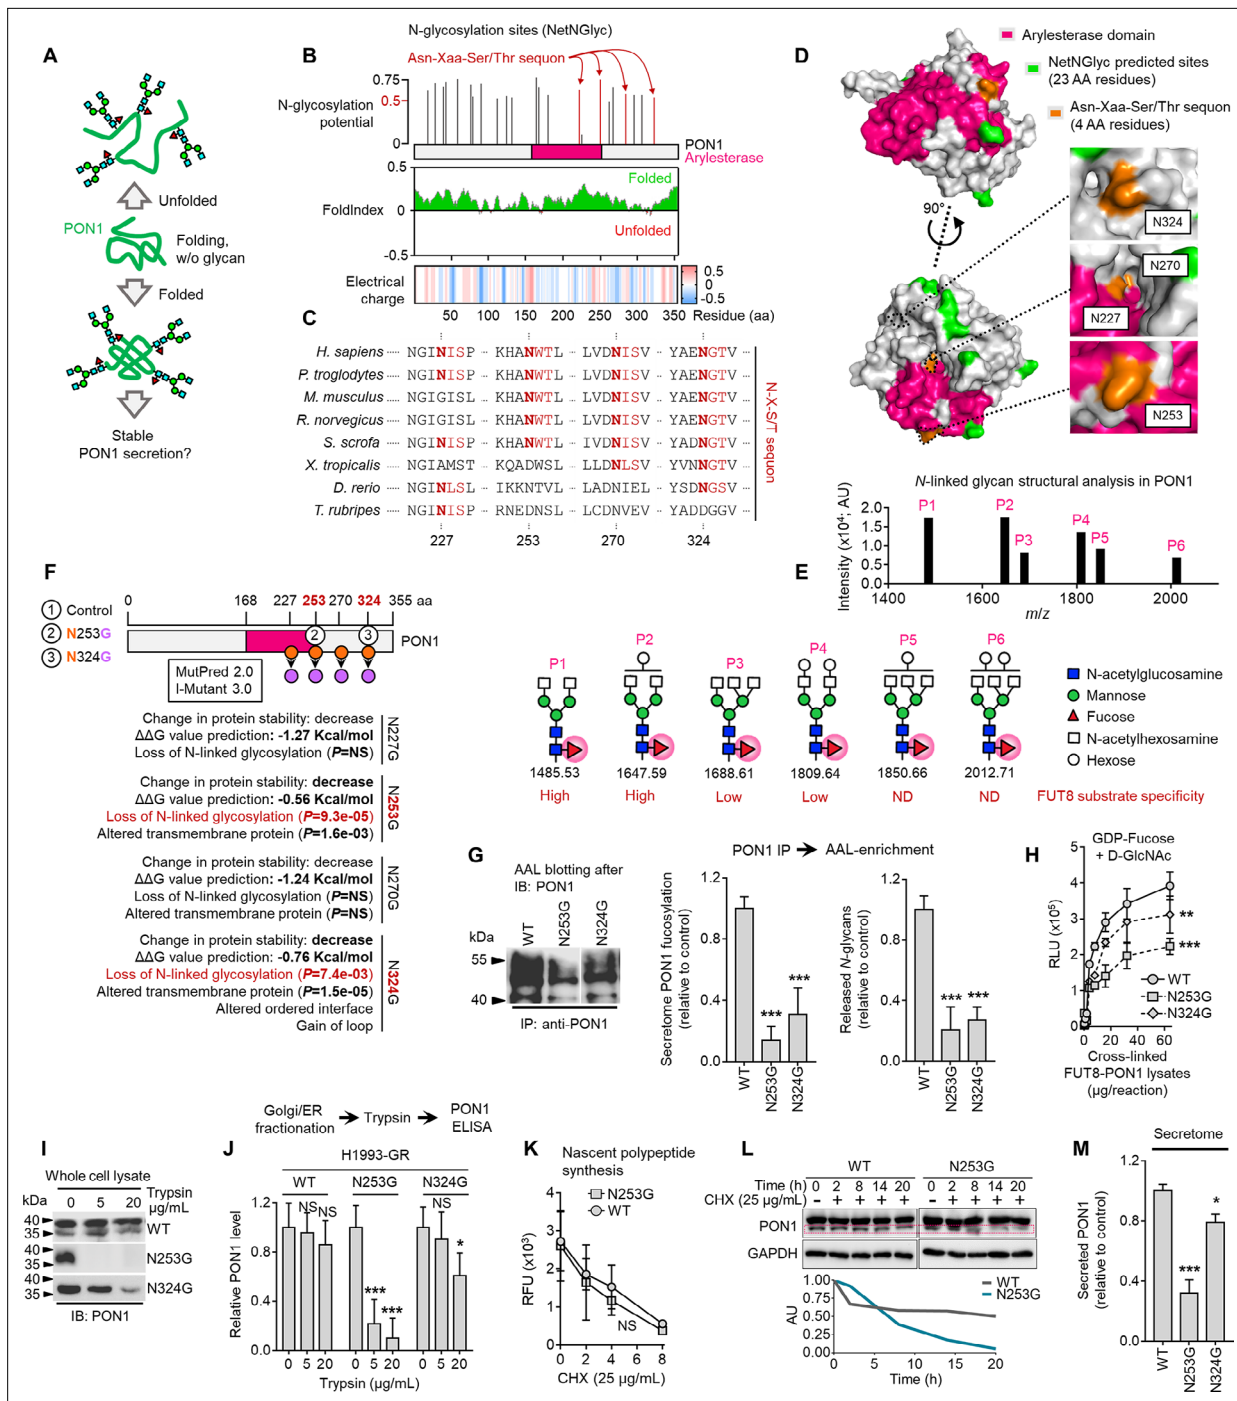 A
Unfolded
PON1
Folding,
w/o glycan
Folded
Stable
PON1 secretion?
B
N-glycosylation sites (NetNGlyc)
Asn-Xaa-Ser/Thr sequon
N-glycosylation
potential
0.75
0.5
0
PON1
Arylesterase
0.5
Folded
FoldIndex
0
Unfolded
-0.5
Electrical
charge
0.5
0
-0.5
50 100 150 200 250 300 350
Residue (aa)
C
H. sapiens ····· NGINISP ·· KHANWTL ·· LVDNISV ·· YAENGTV ··
P. troglodytes ····· NGINISP ·· KHANWTL ·· LVDNISV ·· YAENGTV ··
M. musculus ····· NGIGISL ·· KHANWTL ·· LVDNISV ·· YAENGTV ··
R. norvegicus ····· NGIGISL ·· KHANWTL ·· LVDNISV ·· YAENGTV ··
S. scrofa ····· NGINISL ·· KHANWTL ·· LVDNISV ·· YADNGTV ··
X. tropicalis ····· NGIAMST ·· KQADWSL ·· LLDNLSV ·· YVNNGTV ··
D. rerio ····· NGINLSL ·· IKKNTVL ·· LADNIEL ·· YSDNGSV ··
T. rubripes ····· NGINISP ·· RNEDNSL ·· LCDNVEV ·· YADDGGV ··
N-X-S/T sequon
227 253 270 324
D
Arylesterase domain
NetNGlyc predicted sites
(23 AA residues)
Asn-Xaa-Ser/Thr sequon
(4 AA residues)
90°
N324
N270
N227
N253
E
N-linked glycan structural analysis in PON1
Intensity (x10⁴; AU)
2.0
1.5
1.0
0.5
0.0
P1 P2 P3 P4 P5 P6
1400 1600 1800 2000
m/z
P1 P2 P3 P4 P5 P6
1485.53 1647.59 1688.61 1809.64 1850.66 2012.71
High High Low Low ND ND FUT8 substrate specificity
N-acetylglucosamine
Mannose
Fucose
N-acetylhexosamine
Hexose
F
1 Control
2 N253G
3 N324G
0 168 227 253 270 324 355 aa
2 3 PON1
MutPred 2.0
I-Mutant 3.0
Change in protein stability: decrease
ΔΔG value prediction: -1.27 Kcal/mol
Loss of N-linked glycosylation (P=NS)
N227G
Change in protein stability: decrease
ΔΔG value prediction: -0.56 Kcal/mol
Loss of N-linked glycosylation (P=9.3e-05)
Altered transmembrane protein (P=1.6e-03)
N253G
Change in protein stability: decrease
ΔΔG value prediction: -1.24 Kcal/mol
Loss of N-linked glycosylation (P=NS)
Altered transmembrane protein (P=NS)
N270G
Change in protein stability: decrease
ΔΔG value prediction: -0.76 Kcal/mol
Loss of N-linked glycosylation (P=7.4e-03)
Altered transmembrane protein (P=1.5e-05)
Altered ordered interface
Gain of loop
N324G
G
AAL blotting after
IB: PON1
WT N253G N324G
kDa
55
40
IP: anti-PON1
PON1 IP AAL-enrichment
Secretome PON1 fucosylation
(relative to control)
1.2
0.8
0.4
0.0
*** ***
WT N253G N324G
Released N-glycans
(relative to control)
1.2
0.8
0.4
0.0
*** ***
WT N253G N324G
H
GDP-Fucose
+ D-GlcNAc
RLU (x10⁵)
5
4
3
2
1
0
**
***
WT
N253G
N324G
0 20 40 60
Cross-linked
FUT8-PON1 lysates
(µg/reaction)
I
Whole cell lysate
kDa 0 5 20 Trypsin
µg/mL
40
35
WT
40
35
N253G
40
35
N324G
IB: PON1
Golgi/ER
fractionation
Trypsin
PON1
ELISA
J
H1993-GR
WT N253G N324G
Relative PON1 level
1.2
0.8
0.4
0.0
NS NS *** *** NS *
0 5 20 0 5 20 0 5 20
Trypsin (µg/mL)
K
Nascent polypeptide
synthesis
N253G
WT
RFU (x10³)
3
2
1
0
NS
0 2 4 6 8
CHX (25 µg/mL)
L
WT N253G
Time (h) 0 2 8 14 20 0 2 8 14 20
CHX (25 µg/mL) - + + + + - + + + +
PON1
GAPDH
AU
1.00
0.75
0.50
0.25
0
WT
N253G
0 5 10 15 20
Time (h)
M
Secretome
Secreted PON1
(relative to control)
1.2
0.8
0.4
0.0
*** *
WT N253G N324G